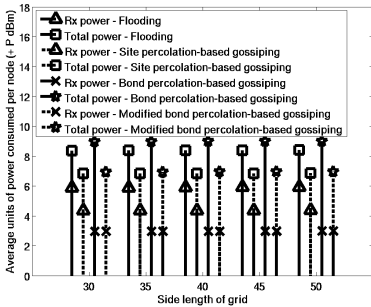 18
16
14
12
10
8
6
4
2
0
Average units of power consumed per node (+ P dBm)
Rx power - Flooding
Total power - Flooding
Rx power - Site percolation-based gossiping
Total power - Site percolation-based gossiping
Rx power - Bond percolation-based gossiping
Total power - Bond percolation-based gossiping
Rx power - Modified bond percolation-based gossiping
Total power - Modified bond percolation-based gossiping
30 35 40 45 50
Side length of grid